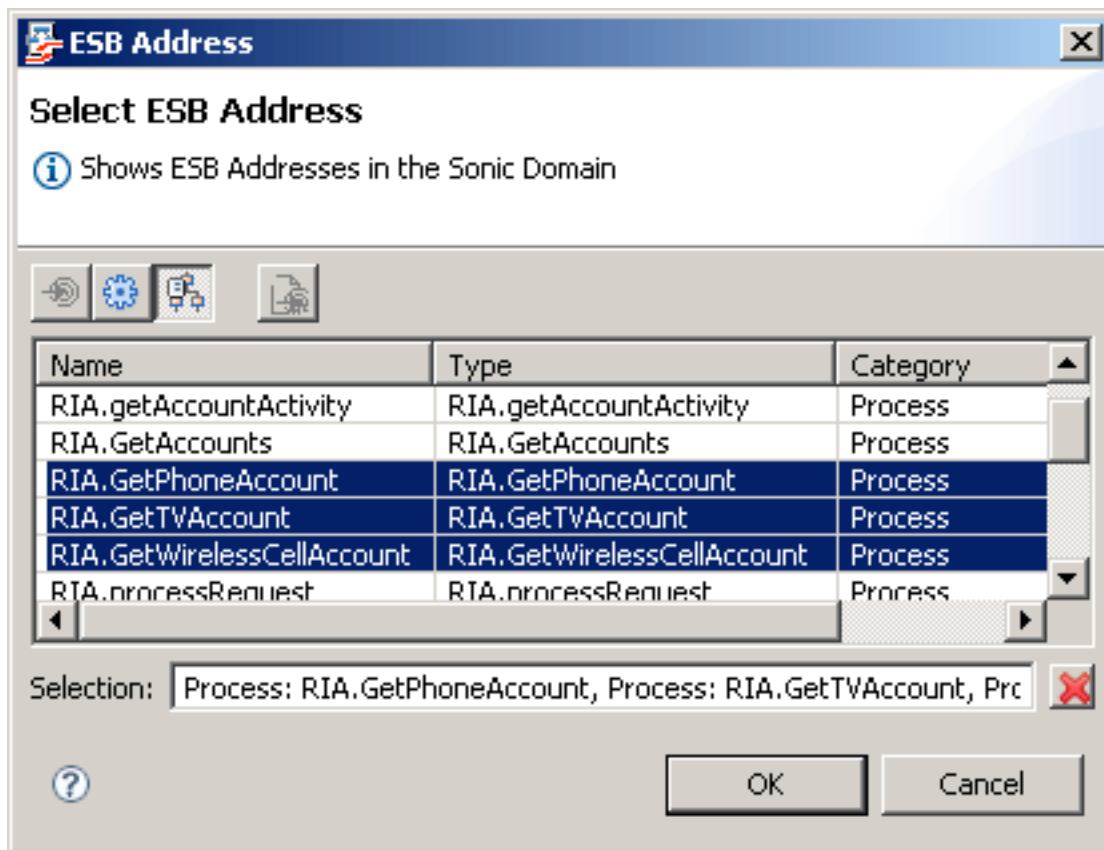 ESB Address
Select ESB Address
Shows ESB Addresses in the Sonic Domain
Name Type Category
RIA.getAccountActivity RIA.getAccountActivity Process
RIA.GetAccounts RIA.GetAccounts Process
RIA.GetPhoneAccount RIA.GetPhoneAccount Process
RIA.GetTVAccount RIA.GetTVAccount Process
RIA.GetWirelessCellAccount RIA.GetWirelessCellAccount Process
RIA.processRequest RIA.processRequest Process
Selection: Process: RIA.GetPhoneAccount, Process: RIA.GetTVAccount, Prc
OK Cancel